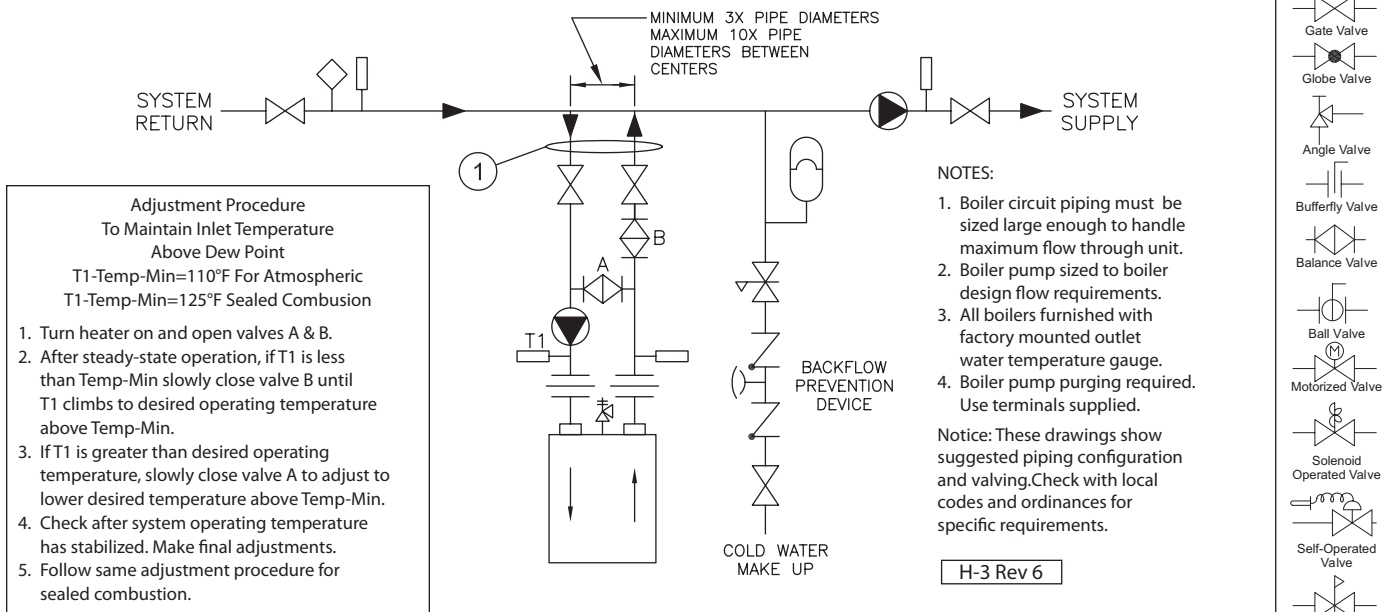 MINIMUM 3X PIPE DIAMETERS
MAXIMUM 10X PIPE
DIAMETERS BETWEEN
CENTERS
SYSTEM
RETURN
SYSTEM
SUPPLY
1
B
A
T1
BACKFLOW
PREVENTION
DEVICE
COLD WATER
MAKE UP
Adjustment Procedure
To Maintain Inlet Temperature
Above Dew Point
T1-Temp-Min=110°F For Atmospheric
T1-Temp-Min=125°F Sealed Combusion
1. Turn heater on and open valves A & B.
2. After steady-state operation, if T1 is less
than Temp-Min slowly close valve B until
T1 climbs to desired operating temperature
above Temp-Min.
3. If T1 is greater than desired operating
temperature, slowly close valve A to adjust to
lower desired temperature above Temp-Min.
4. Check after system operating temperature
has stabilized. Make final adjustments.
5. Follow same adjustment procedure for
sealed combustion.
NOTES:
1. Boiler circuit piping must be
sized large enough to handle
maximum flow through unit.
2. Boiler pump sized to boiler
design flow requirements.
3. All boilers furnished with
factory mounted outlet
water temperature gauge.
4. Boiler pump purging required.
Use terminals supplied.
Notice: These drawings show
suggested piping configuration
and valving.Check with local
codes and ordinances for
specific requirements.
H-3 Rev 6
Gate Valve
Globe Valve
Angle Valve
Bufferfly Valve
Balance Valve
Ball Valve
M
Motorized Valve
Solenoid
Operated Valve
Self-Operated
Valve